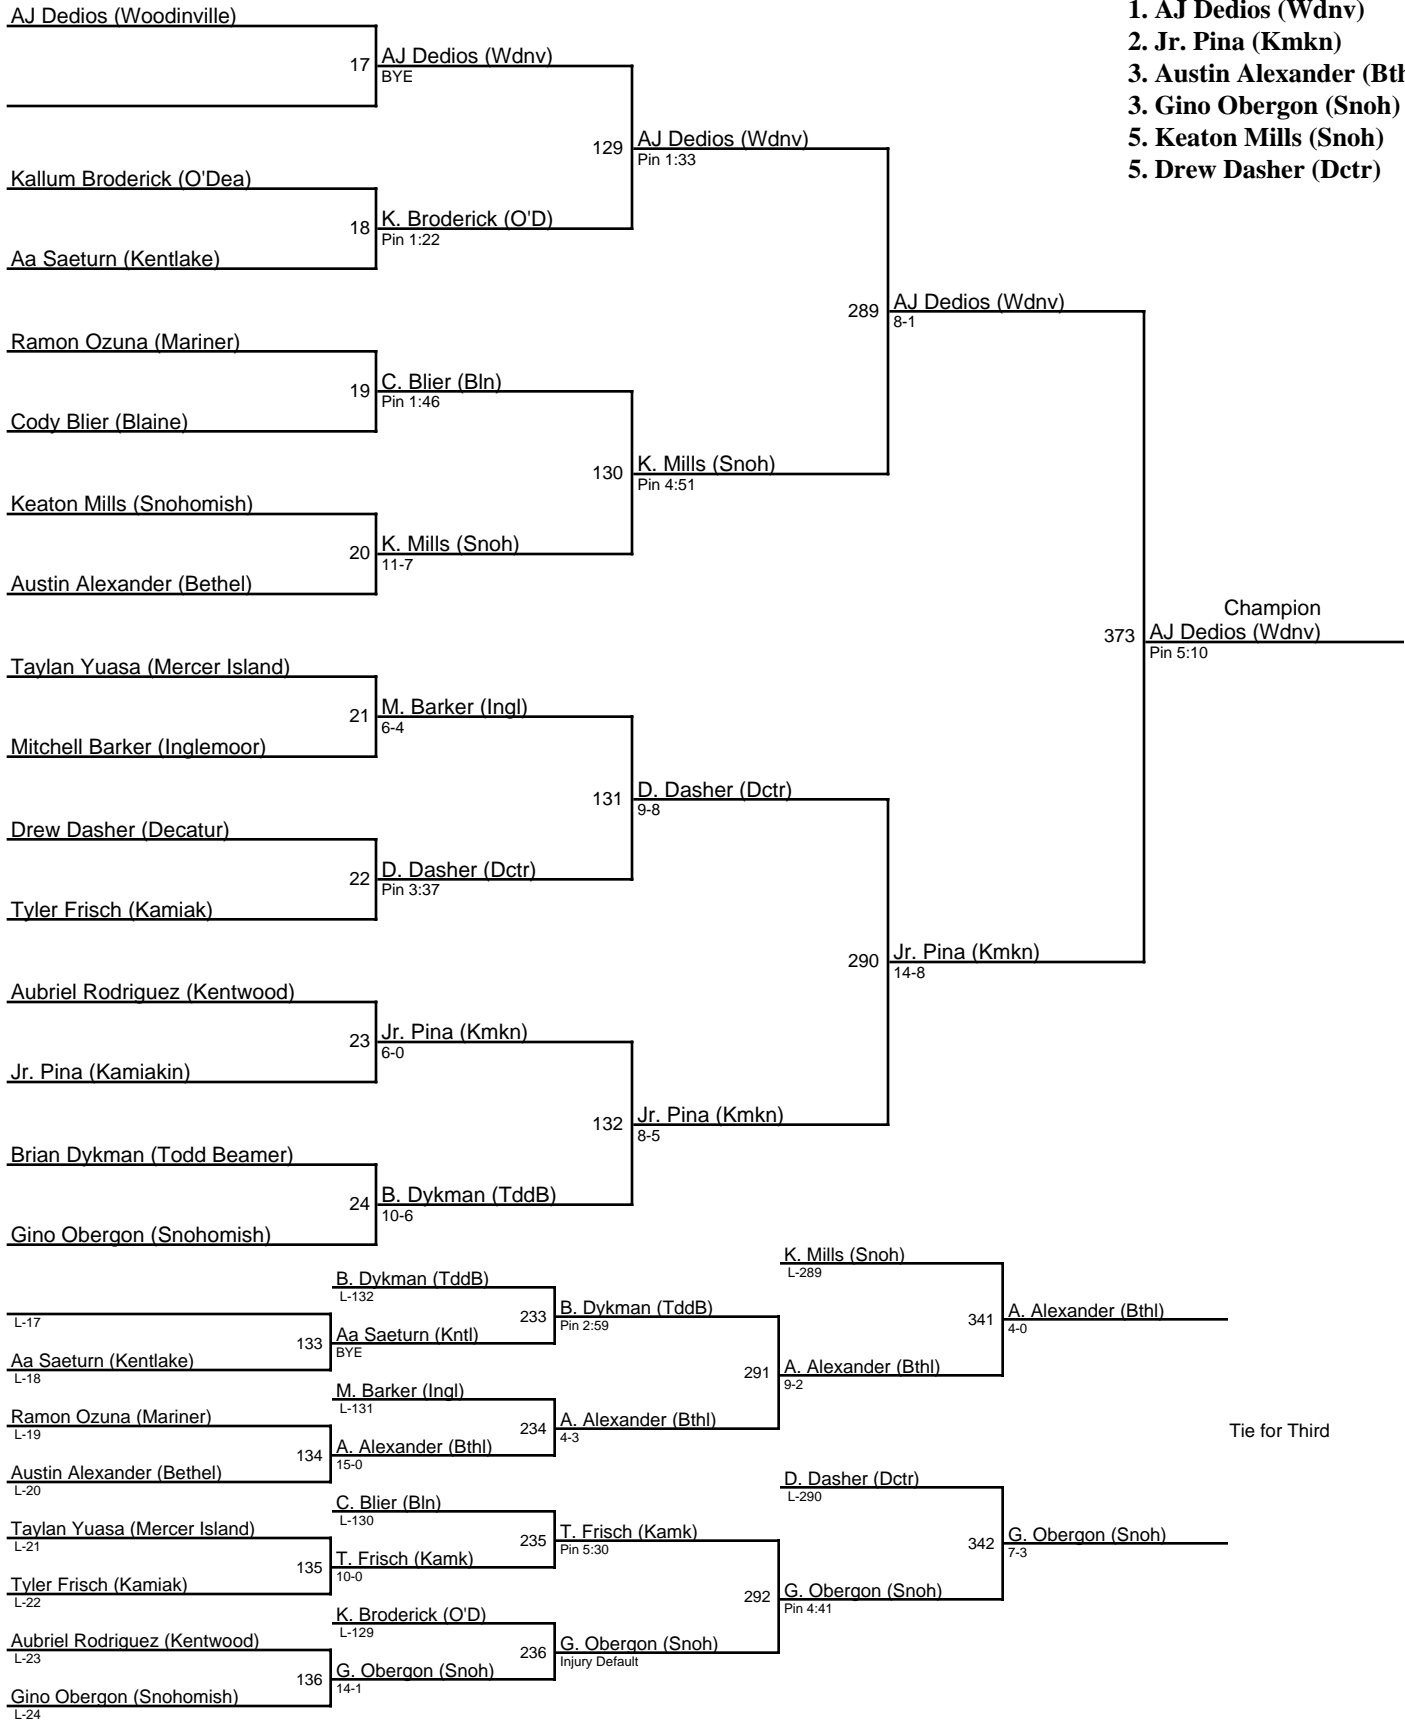 AJ Dedios (Woodinville)
17
AJ Dedios (Wdnv)
BYE
Kallum Broderick (O'Dea)
18
K. Broderick (O'D)
Pin 1:22
Aa Saeturn (Kentlake)
129
AJ Dedios (Wdnv)
Pin 1:33
Ramon Ozuna (Mariner)
19
C. Blier (Bln)
Pin 1:46
Cody Blier (Blaine)
130
K. Mills (Snoh)
Pin 4:51
Keaton Mills (Snohomish)
20
K. Mills (Snoh)
11-7
Austin Alexander (Bethel)
289
AJ Dedios (Wdnv)
8-1
Taylan Yuasa (Mercer Island)
21
M. Barker (Ingl)
6-4
Mitchell Barker (Inglemoor)
131
D. Dasher (Dctr)
9-8
Drew Dasher (Decatur)
22
D. Dasher (Dctr)
Pin 3:37
Tyler Frisch (Kamiak)
290
Jr. Pina (Kmkn)
14-8
Aubriel Rodriguez (Kentwood)
23
Jr. Pina (Kmkn)
6-0
Jr. Pina (Kamiakin)
132
Jr. Pina (Kmkn)
8-5
Brian Dykman (Todd Beamer)
24
B. Dykman (TddB)
10-6
Gino Obergon (Snohomish)
373
Champion
AJ Dedios (Wdnv)
Pin 5:10
1. AJ Dedios (Wdnv)
2. Jr. Pina (Kmkn)
3. Austin Alexander (Bth
3. Gino Obergon (Snoh)
5. Keaton Mills (Snoh)
5. Drew Dasher (Dctr)
L-17
133
Aa Saeturn (Kentlake)
L-18
B. Dykman (TddB)
L-132
233
Aa Saeturn (Kntl)
BYE
B. Dykman (TddB)
Pin 2:59
Ramon Ozuna (Mariner)
L-19
134
Austin Alexander (Bethel)
L-20
M. Barker (Ingl)
L-131
234
A. Alexander (Bthl)
15-0
A. Alexander (Bthl)
4-3
291
A. Alexander (Bthl)
9-2
K. Mills (Snoh)
L-289
341
A. Alexander (Bthl)
4-0
Tie for Third
Taylan Yuasa (Mercer Island)
L-21
135
Tyler Frisch (Kamiak)
L-22
C. Blier (Bln)
L-130
235
T. Frisch (Kamk)
10-0
T. Frisch (Kamk)
Pin 5:30
Aubriel Rodriguez (Kentwood)
L-23
136
Gino Obergon (Snohomish)
L-24
K. Broderick (O'D)
L-129
236
G. Obergon (Snoh)
14-1
G. Obergon (Snoh)
Injury Default
292
G. Obergon (Snoh)
Pin 4:41
D. Dasher (Dctr)
L-290
342
G. Obergon (Snoh)
7-3